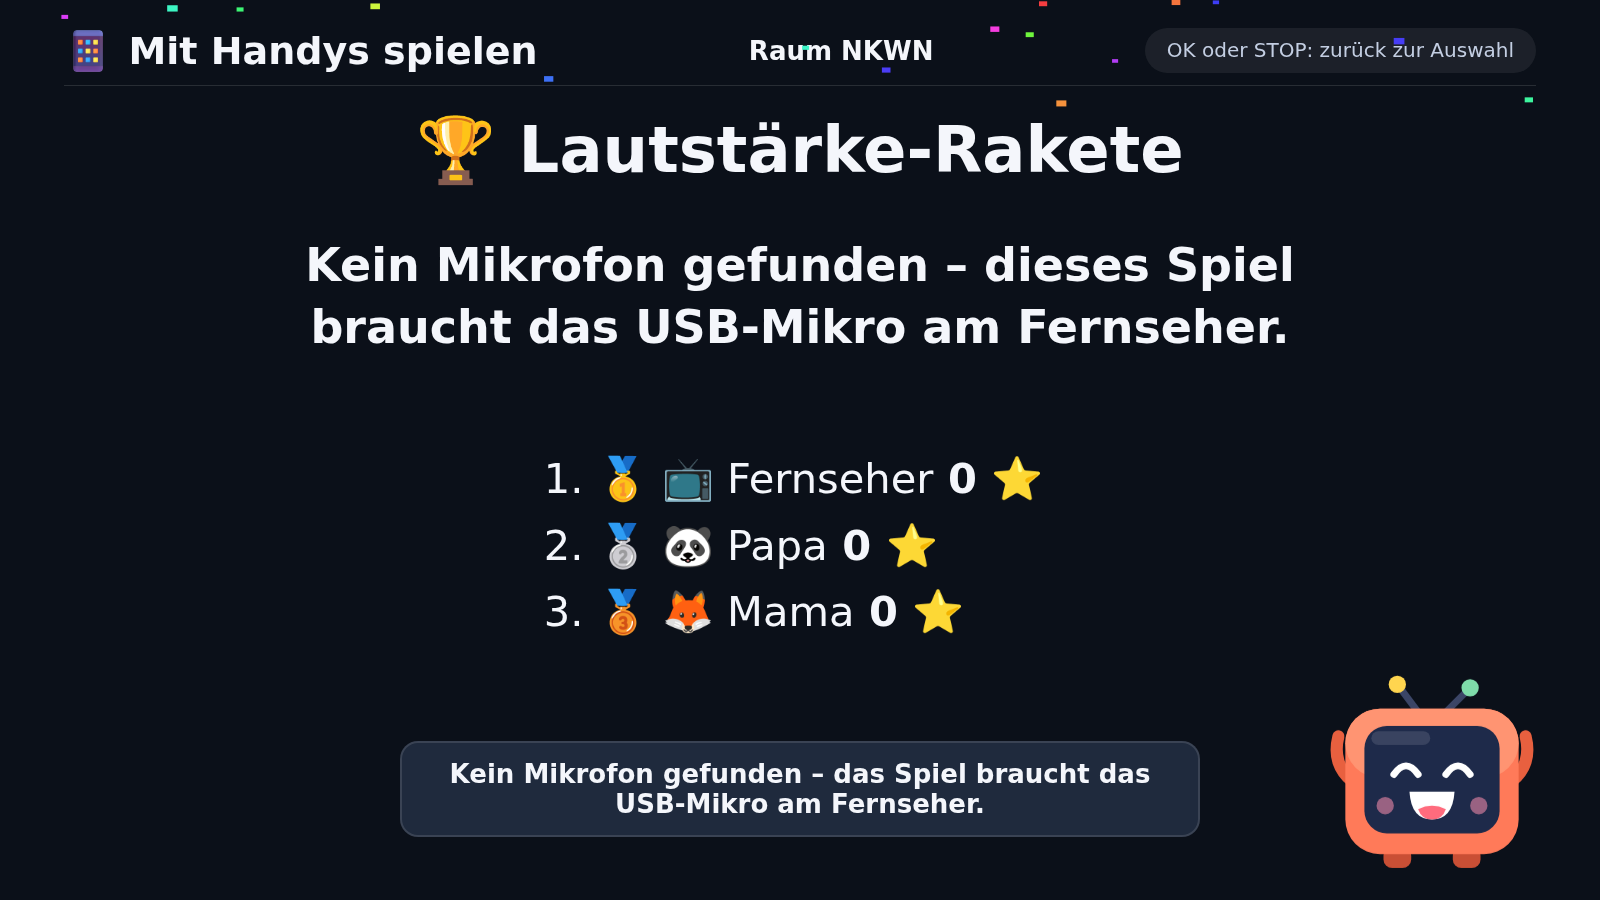 Mit Handys spielen
Raum NKWN
OK oder STOP: zurück zur Auswahl
🏆 Lautstärke-Rakete
Kein Mikrofon gefunden – dieses Spiel
braucht das USB-Mikro am Fernseher.
1. 🥇 📺 Fernseher 0 ⭐
2. 🥈 🐼 Papa 0 ⭐
3. 🥉 🦊 Mama 0 ⭐
Kein Mikrofon gefunden – das Spiel braucht das
USB-Mikro am Fernseher.